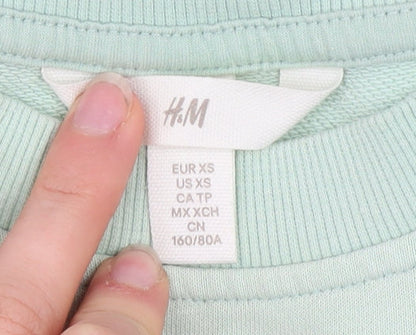 H&M
EUR XS
US XS
CA TP
MX XCH
CN
160/80A